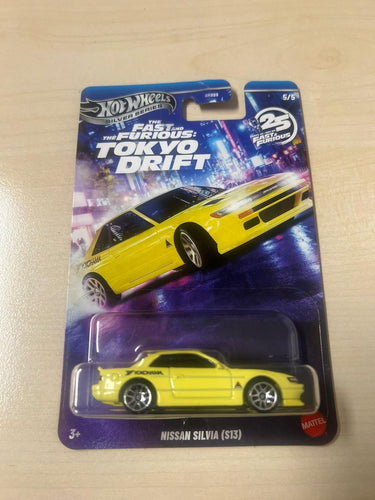 Hot Wheels
SILVER SERIES
5/5
25
FAST &
FURIOUS
THE
FAST AND
THE FURIOUS:
TOKYO
DRIFT
3+
NISSAN SILVIA (S13)
MATTEL